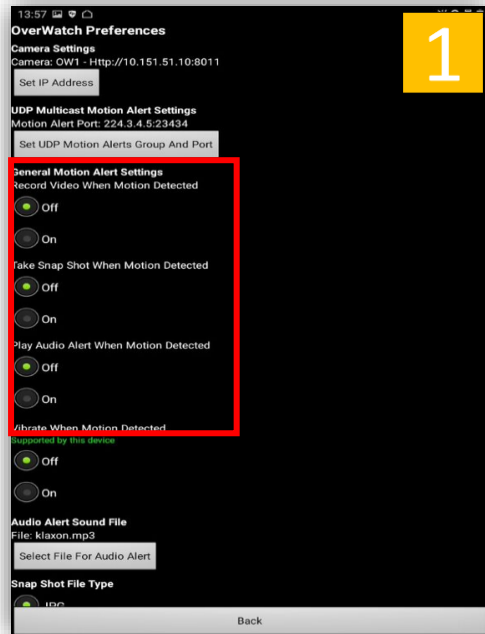 13:57
1
OverWatch Preferences
Camera Settings
Camera: OW1 - Http://10.151.51.10:8011
Set IP Address
UDP Multicast Motion Alert Settings
Motion Alert Port: 224.3.4.5:23434
Set UDP Motion Alerts Group And Port
General Motion Alert Settings
Record Video When Motion Detected
Off
On
Take Snap Shot When Motion Detected
Off
On
Play Audio Alert When Motion Detected
Off
On
Vibrate When Motion Detected
Supported by this device
Off
On
Audio Alert Sound File
File: klaxon.mp3
Select File For Audio Alert
Snap Shot File Type
JPG
Back